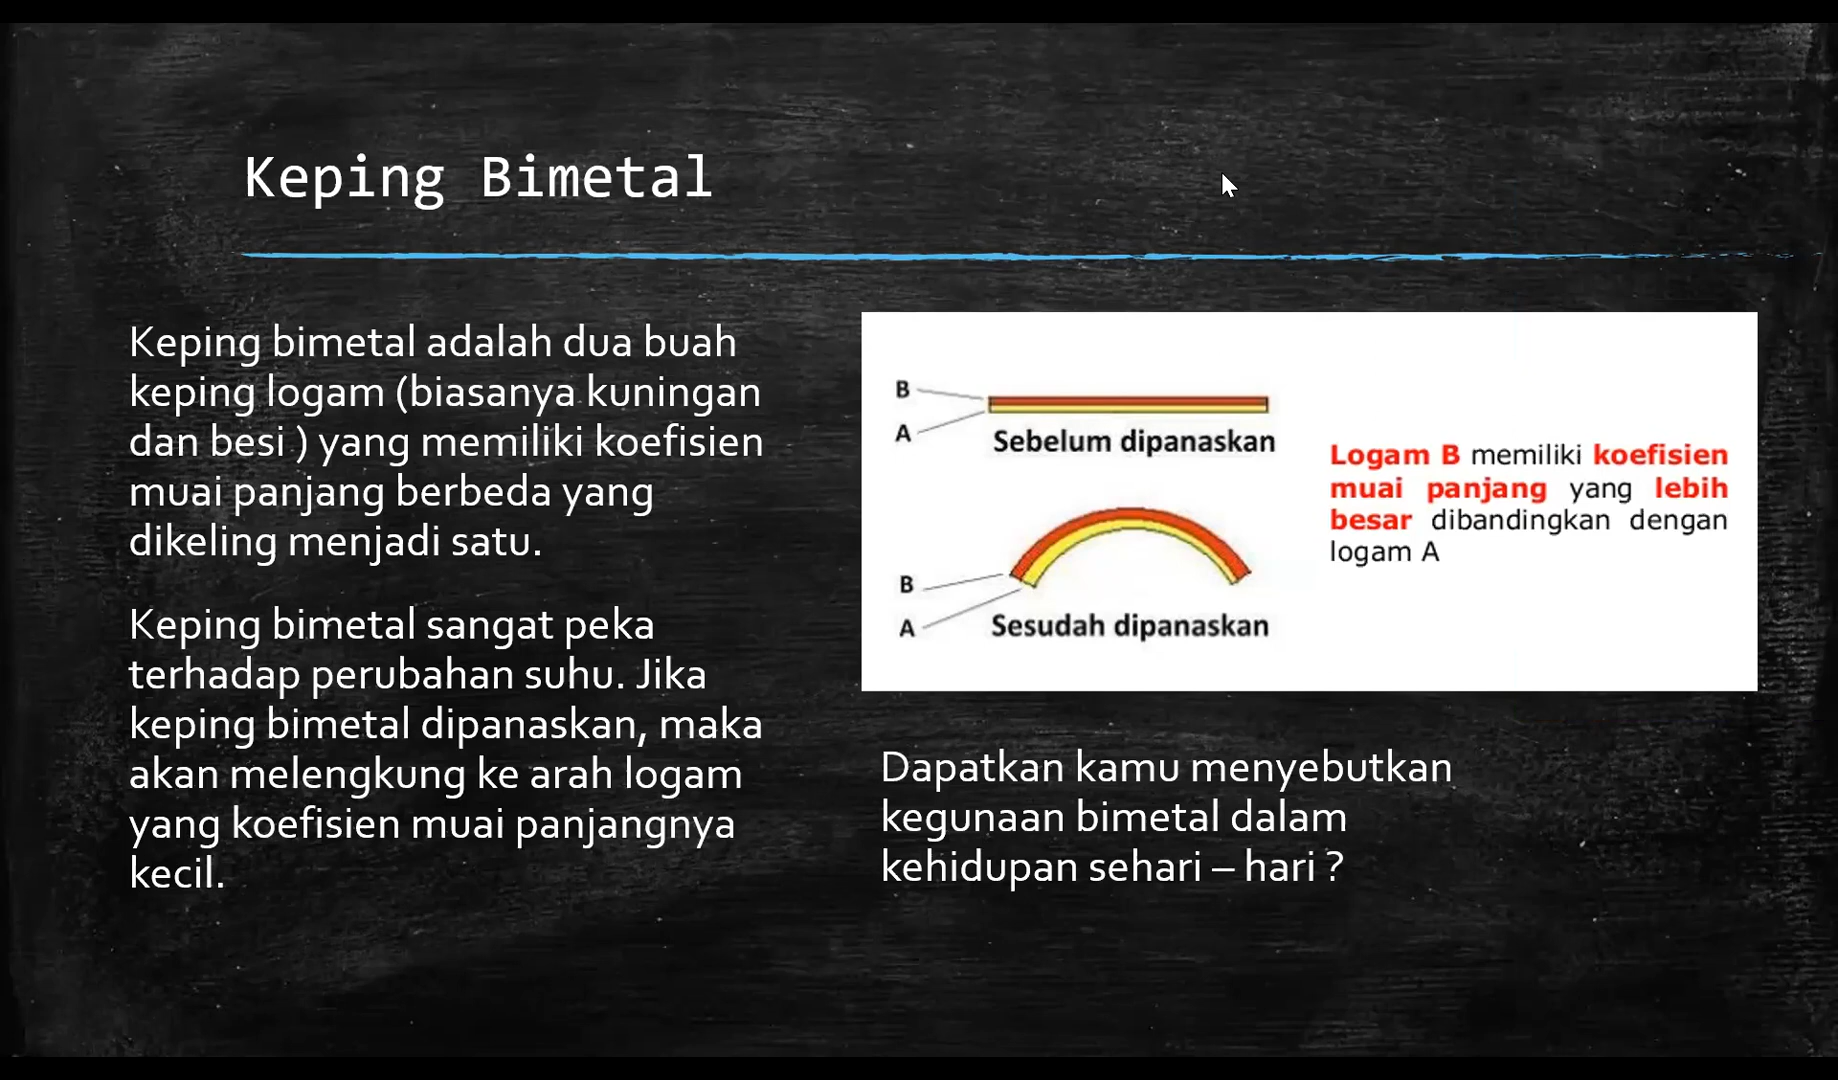 Keping Bimetal
Keping bimetal adalah dua buah
keping logam (biasanya kuningan
dan besi ) yang memiliki koefisien
muai panjang berbeda yang
dikeling menjadi satu.
Keping bimetal sangat peka
terhadap perubahan suhu. Jika
keping bimetal dipanaskan, maka
akan melengkung ke arah logam
yang koefisien muai panjangnya
kecil.
B
A
Sebelum dipanaskan
B
A
Sesudah dipanaskan
Logam B memiliki koefisien
muai panjang yang lebih
besar dibandingkan dengan
logam A
Dapatkan kamu menyebutkan
kegunaan bimetal dalam
kehidupan sehari – hari ?